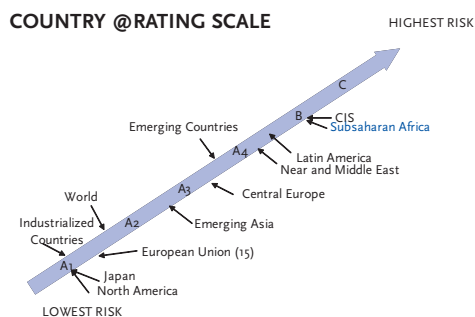 COUNTRY @RATING SCALE
HIGHEST RISK
C
B
CIS
Subsaharan Africa
Emerging Countries
A4
Latin America
Near and Middle East
A3
Central Europe
World
Industrialized
Countries
A2
Emerging Asia
European Union (15)
A1
Japan
North America
LOWEST RISK